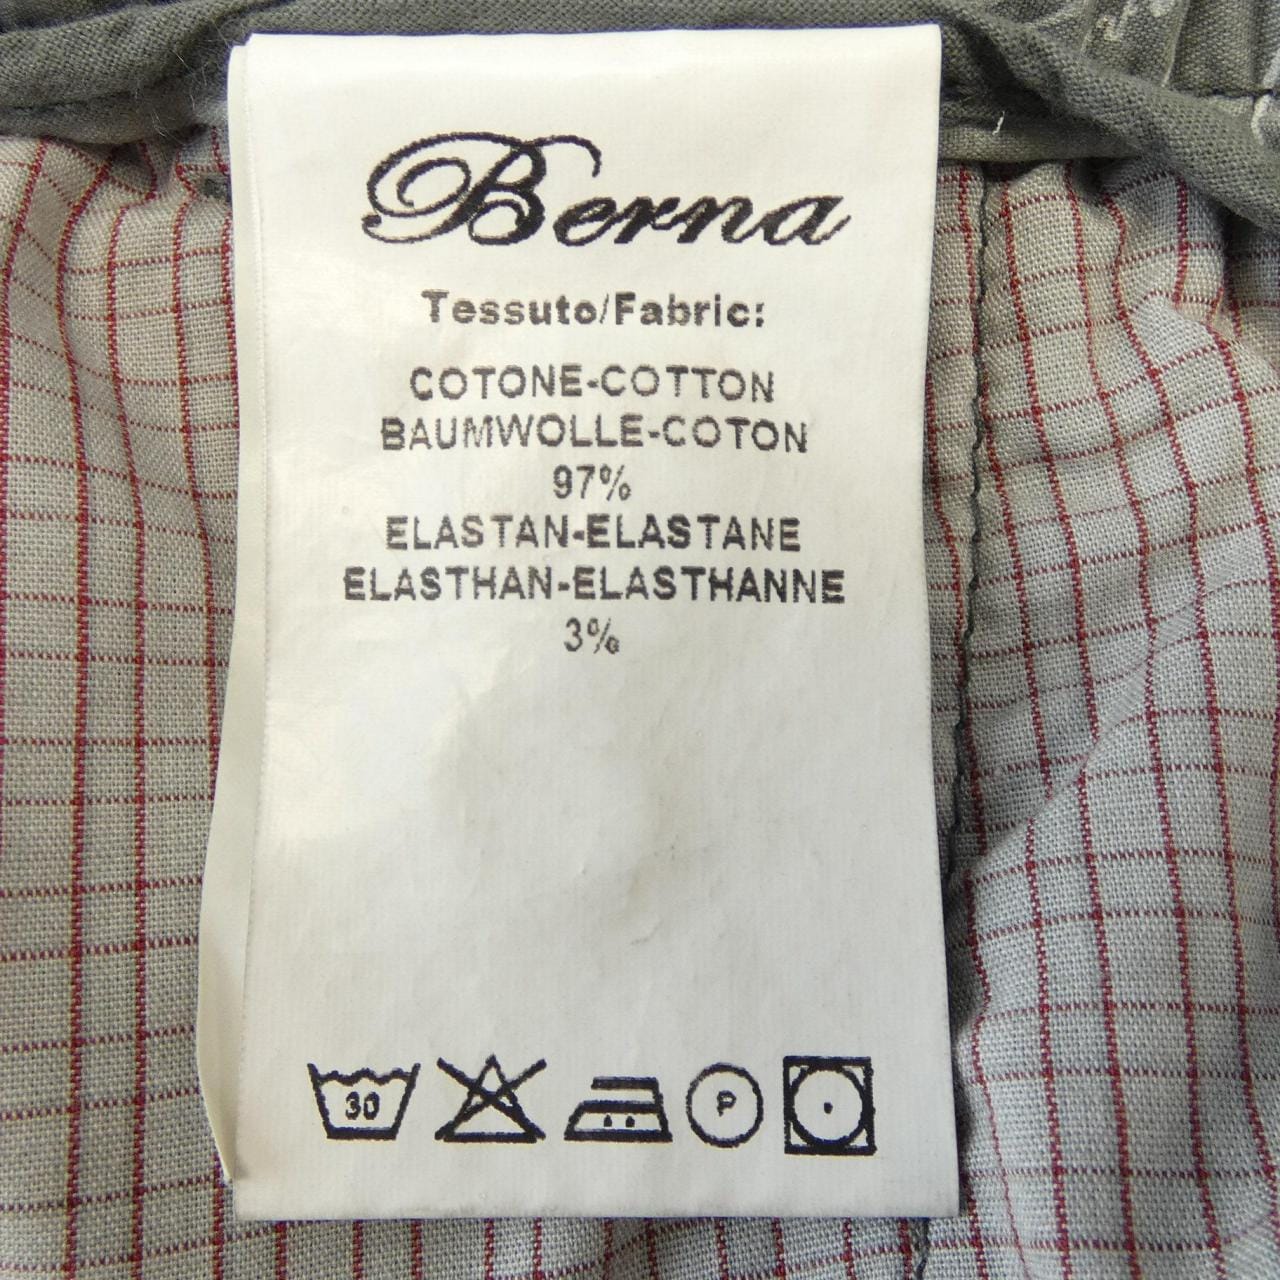 Berna
Tessuto/Fabric:
COTONE-COTTON
BAUMWOLLE-COTON
97%
ELASTAN-ELASTANE
ELASTHAN-ELASTHANNE
3%
30
P